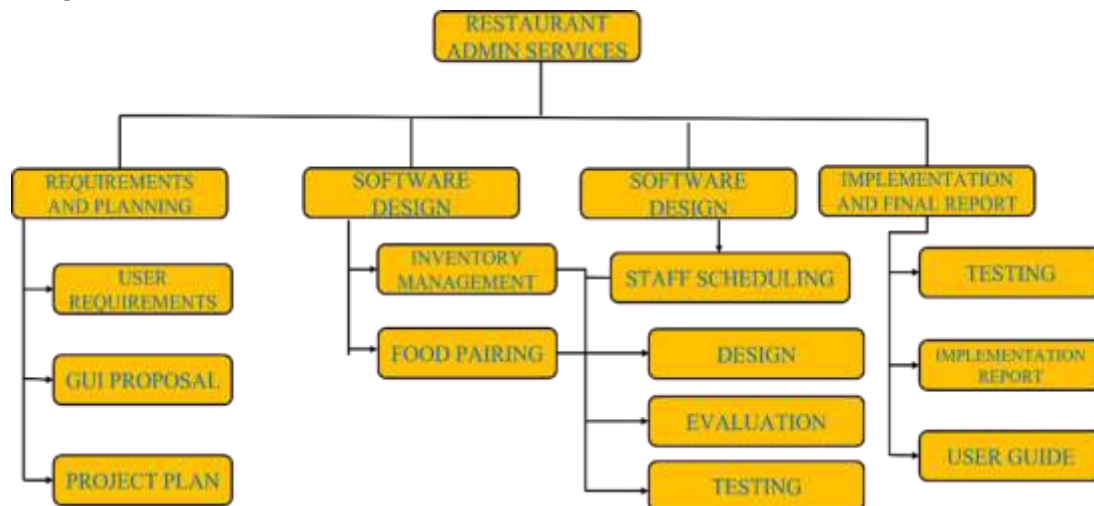 RESTAURANT
ADMIN SERVICES
REQUIREMENTS
AND PLANNING
SOFTWARE
DESIGN
SOFTWARE
DESIGN
IMPLEMENTATION
AND FINAL REPORT
USER
REQUIREMENTS
GUI PROPOSAL
PROJECT PLAN
INVENTORY
MANAGEMENT
FOOD PAIRING
STAFF SCHEDULING
DESIGN
EVALUATION
TESTING
TESTING
IMPLEMENTATION
REPORT
USER GUIDE